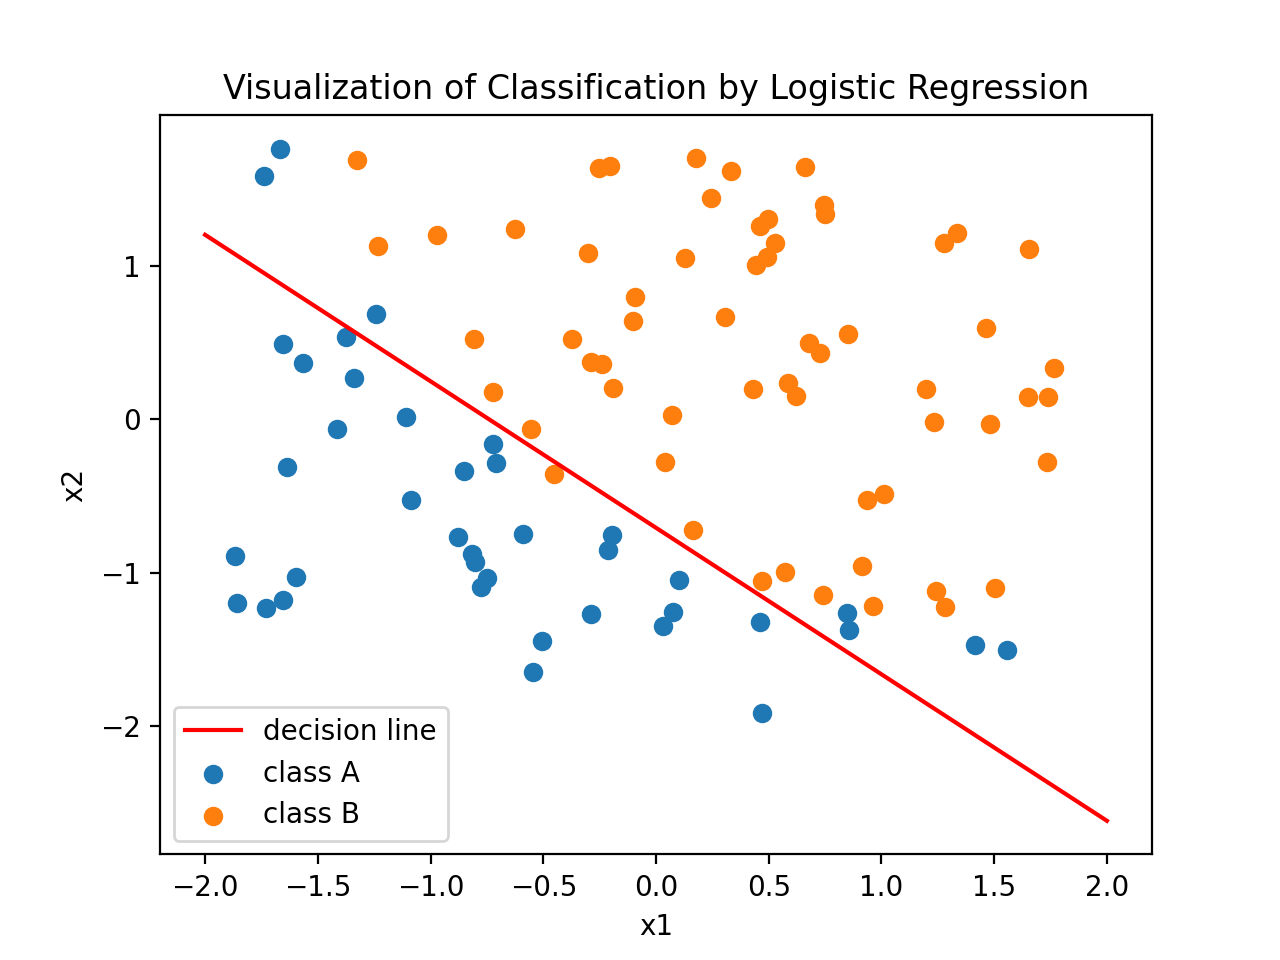 Visualization of Classification by Logistic Regression
1
0
−1
−2
x2
decision line
class A
class B
−2.0 −1.5 −1.0 −0.5 0.0 0.5 1.0 1.5 2.0
x1